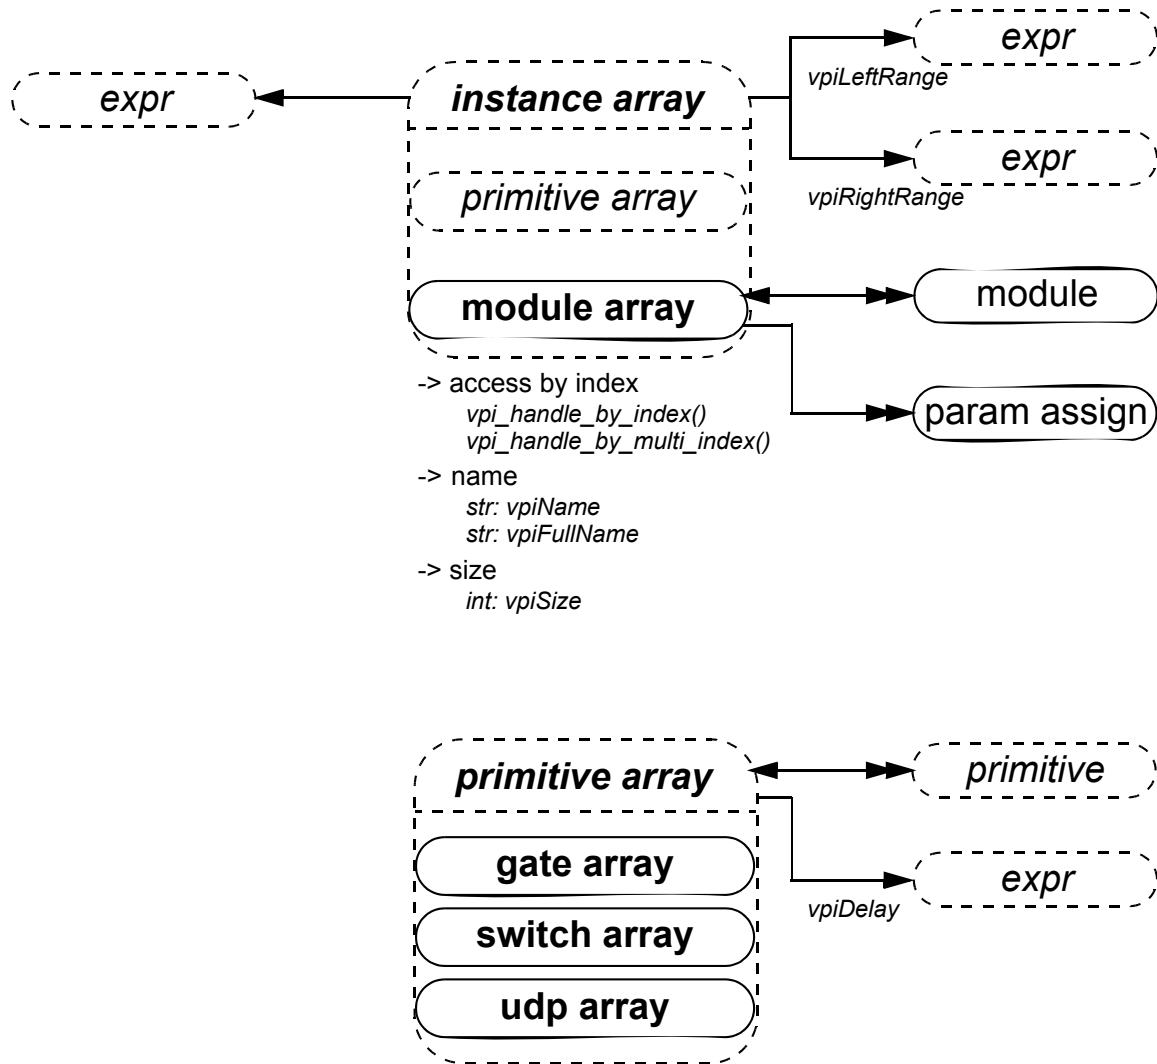 expr
instance array
primitive array
module array
vpiLeftRange
expr
vpiRightRange
expr
module
param assign
-> access by index
vpi_handle_by_index()
vpi_handle_by_multi_index()
-> name
str: vpiName
str: vpiFullName
-> size
int: vpiSize
primitive array
gate array
switch array
udp array
primitive
vpiDelay
expr